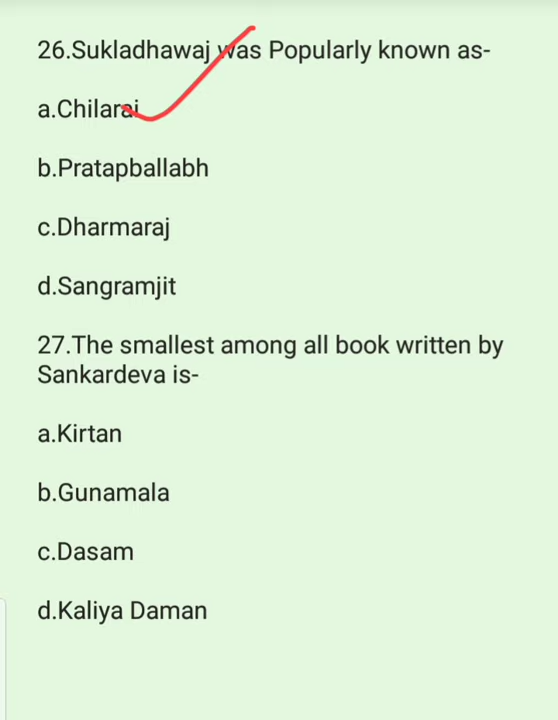 26.Sukladhawaj was Popularly known as-
a.Chilarai
b.Pratapballabh
c.Dharmaraj
d.Sangramjit
27.The smallest among all book written by
Sankardeva is-
a.Kirtan
b.Gunamala
c.Dasam
d.Kaliya Daman